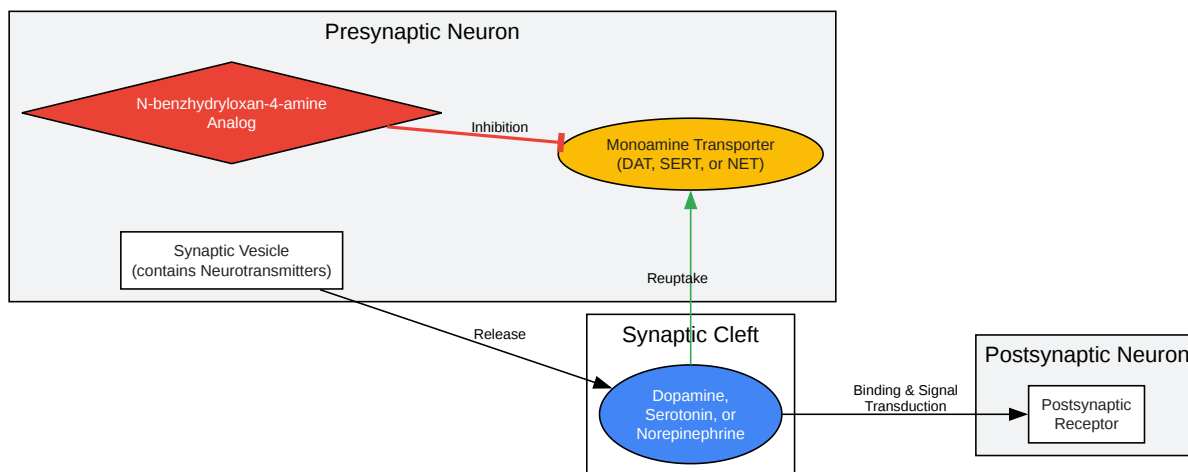 Presynaptic Neuron
N-benzhydryloxan-4-amine
Analog
Inhibition
Monoamine Transporter
(DAT, SERT, or NET)
Synaptic Vesicle
(contains Neurotransmitters)
Reuptake
Release
Synaptic Cleft
Dopamine,
Serotonin, or
Norepinephrine
Binding & Signal
Transduction
Postsynaptic Neuron
Postsynaptic
Receptor